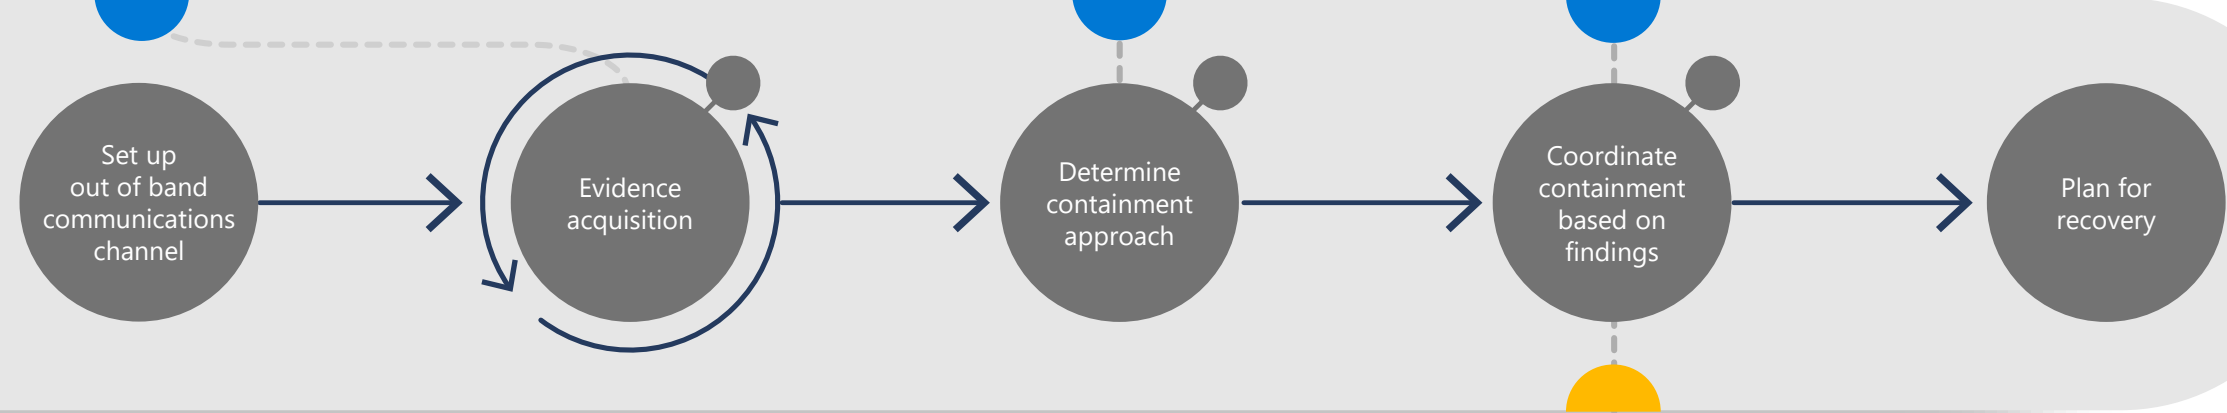 Set up
out of band
communications
channel
Evidence
acquisition
Determine
containment
approach
Coordinate
containment
based on
findings
Plan for
recovery